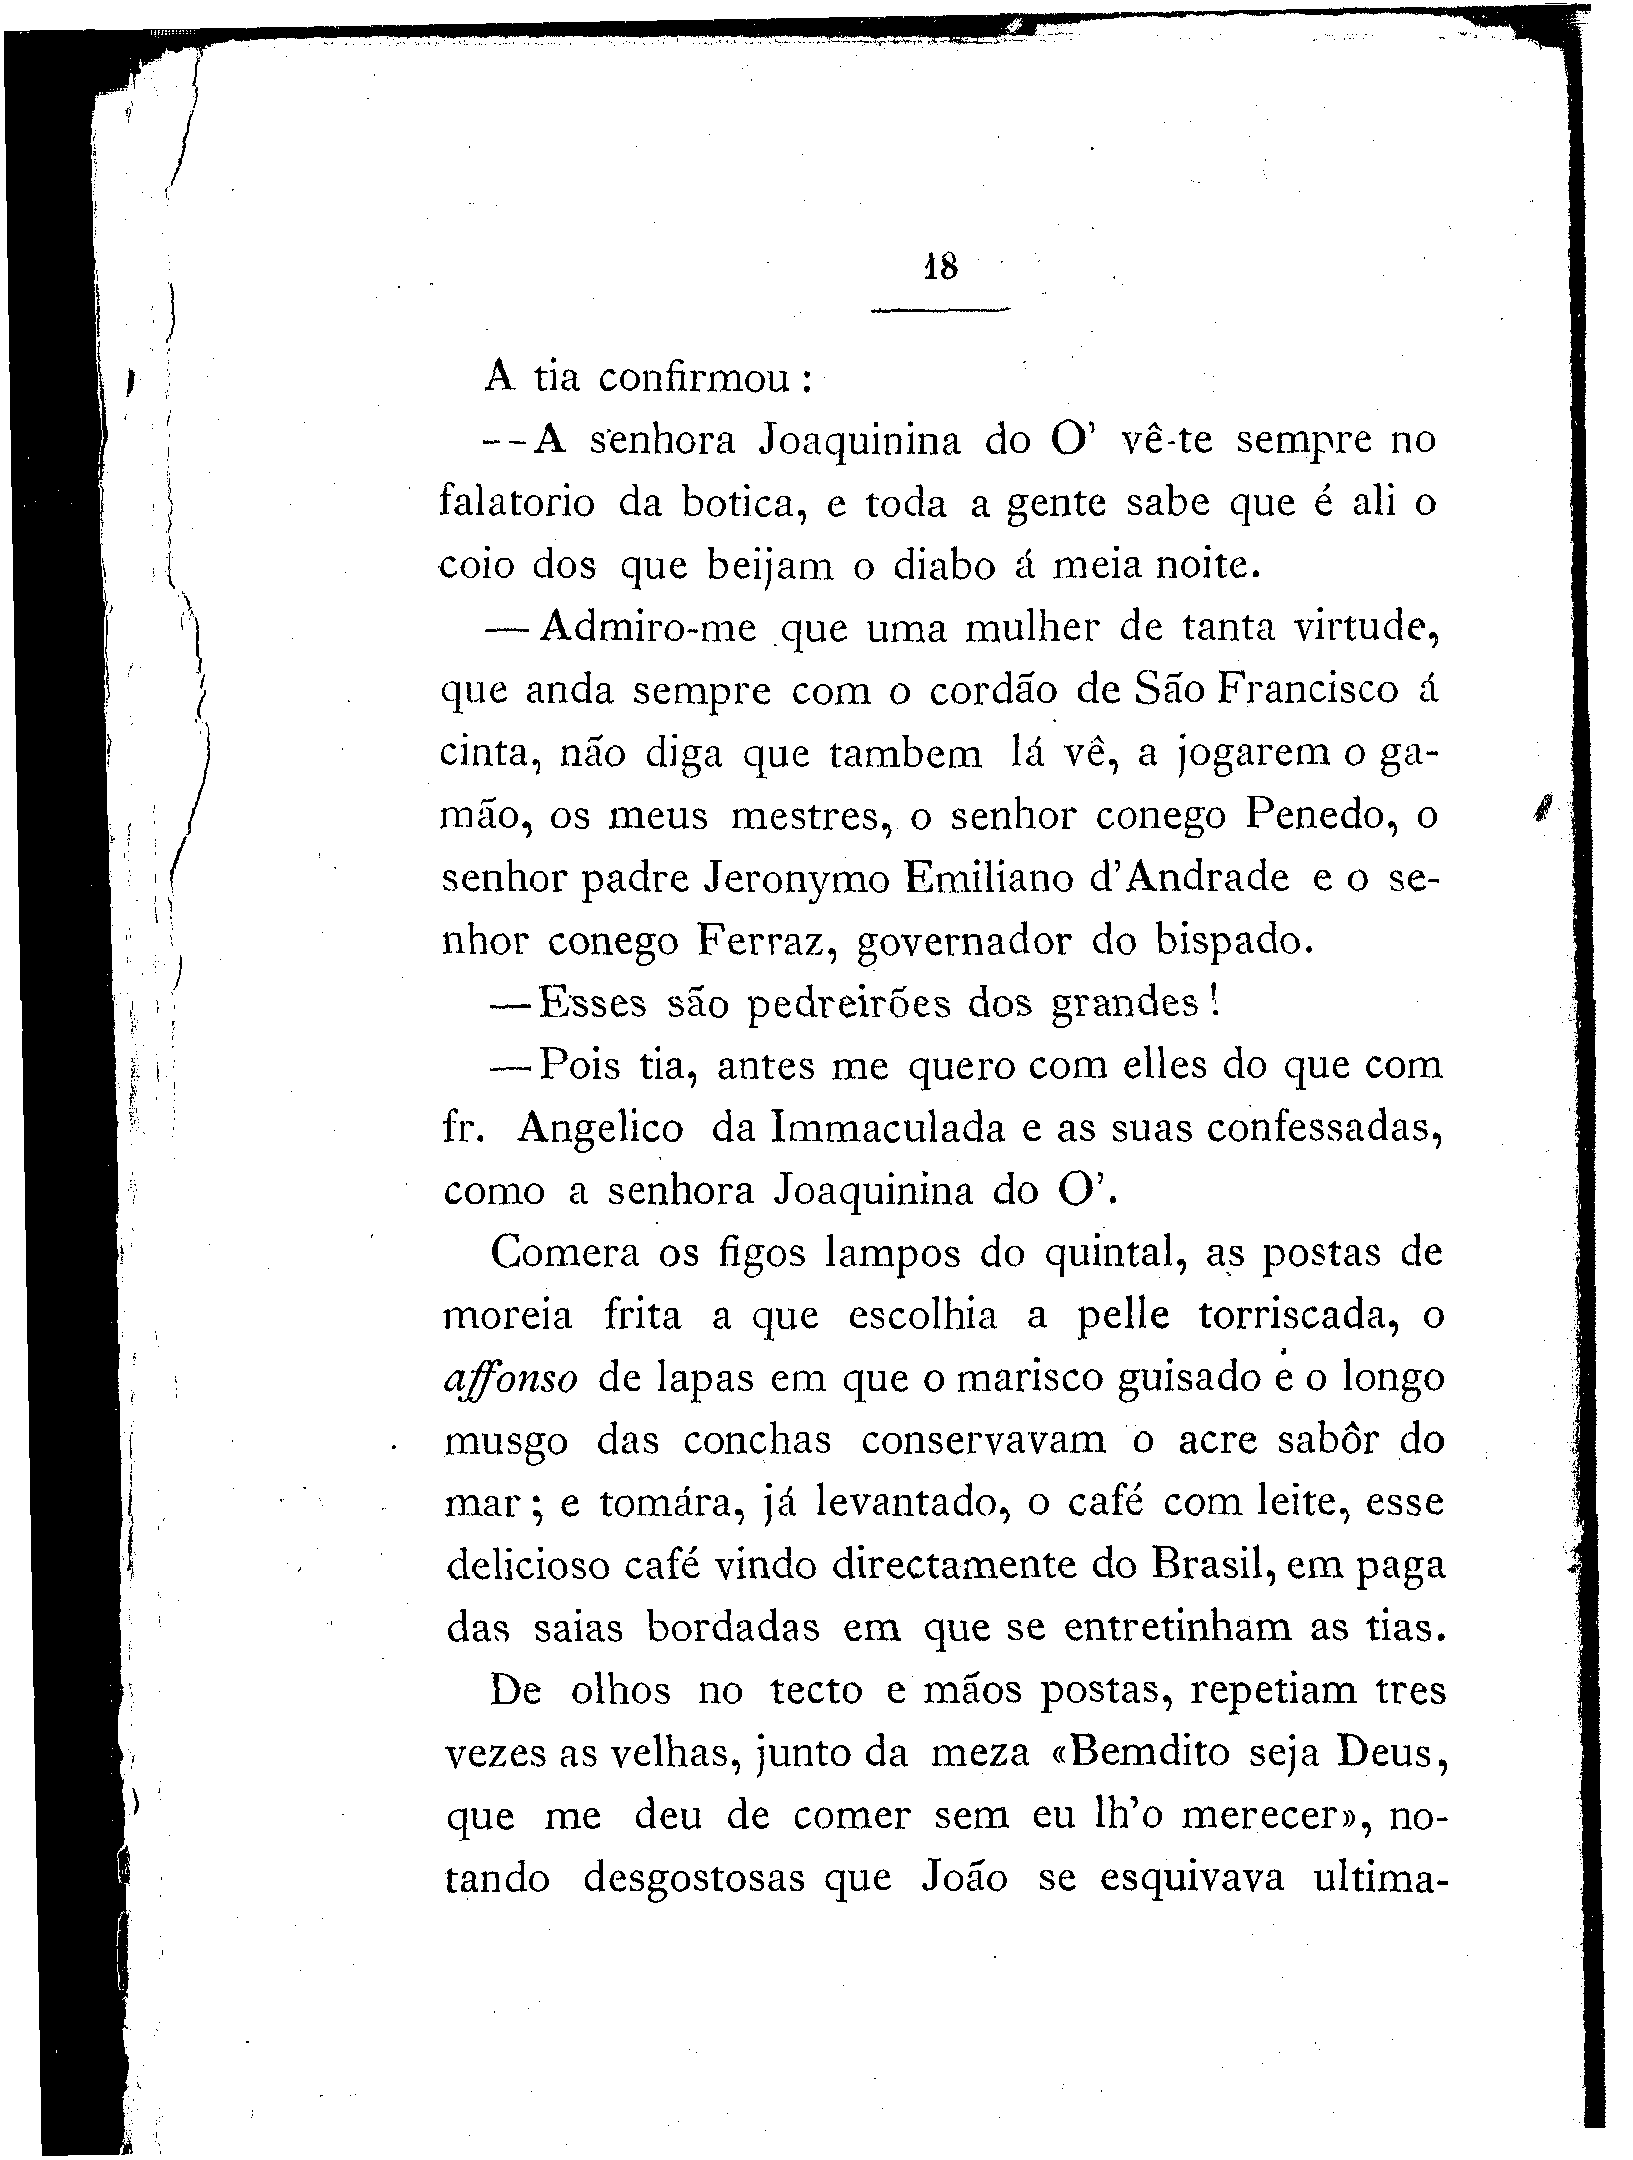 18
A tia confirmou :
--A senhora Joaquinina do O' vê-te sempre no
falatorio da botica, e toda a gente sabe que é ali o
coio dos que beijam o diabo á meia noite.
— Admiro-me que uma mulher de tanta virtude,
que anda sempre com o cordão de São Francisco á
cinta, não diga que tambem lá vê, a jogarem o ga-
mão, os meus mestres, o senhor conego Penedo, o
senhor padre Jeronymo Emiliano d'Andrade e o se-
nhor conego Ferraz, governador do bispado.
—Esses são pedreirões dos grandes !
—Pois tia, antes me quero com elles do que com
fr. Angelico da Immaculada e as suas confessadas,
como a senhora Joaquinina do O'.
Comera os figos lampos do quintal, as postas de
moreia frita a que escolhia a pelle torriscada, o
affonso de lapas em que o marisco guisado e o longo
musgo das conchas conservavam o acre sabôr do
mar ; e tomára, já levantado, o café com leite, esse
delicioso café vindo directamente do Brasil, em paga
das saias bordadas em que se entretinham as tias.
De olhos no tecto e mãos postas, repetiam tres
vezes as velhas, junto da meza «Bemdito seja Deus,
que me deu de comer sem eu lh'o merecer», no-
tando desgostosas que João se esquivava ultima-